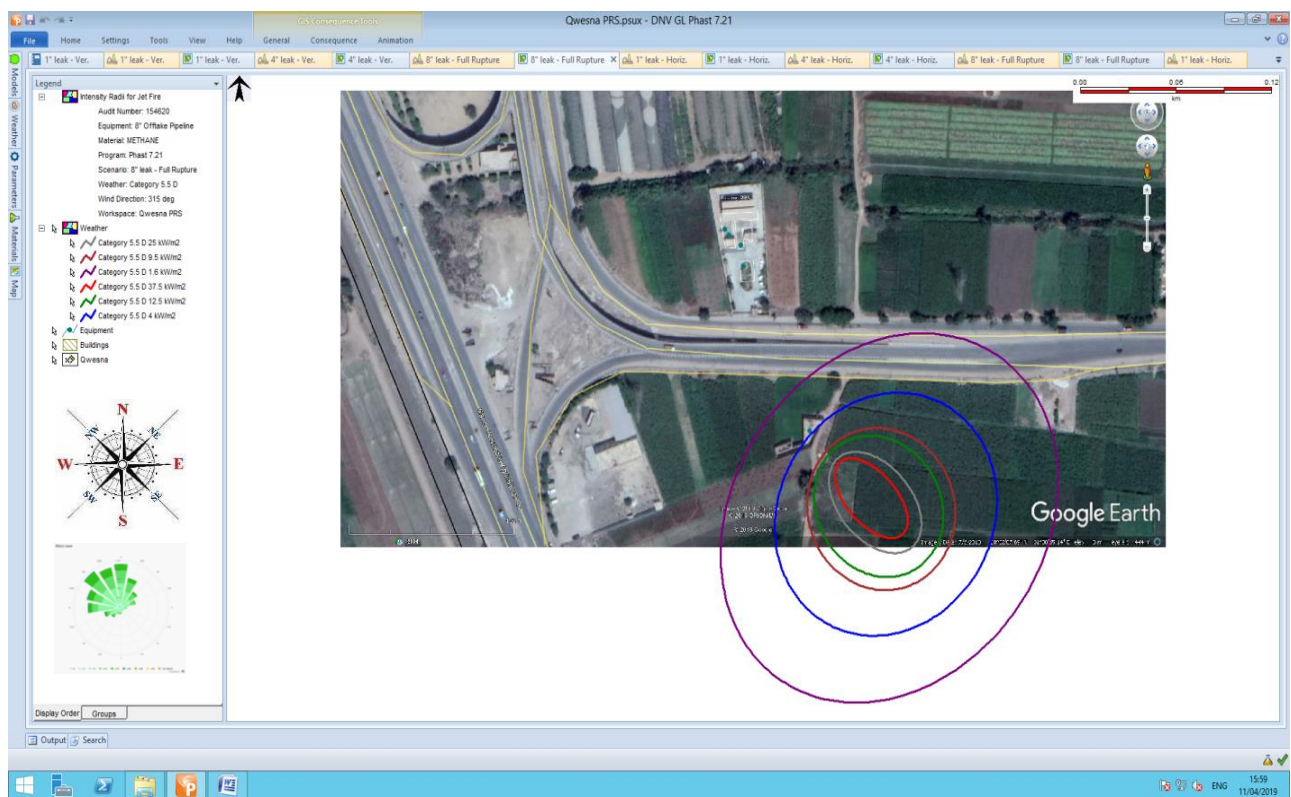 GIS Consequence Tools
Qwesna PRS.psux - DNV GL Phast 7.21
File Home Settings Tools View Help General Consequence Animation
1" leak - Ver. 1" leak - Ver. 1" leak - Ver. 4" leak - Ver. 4" leak - Ver. 8" leak - Full Rupture 8" leak - Full Rupture 1" leak - Horiz. 1" leak - Horiz. 4" leak - Horiz. 4" leak - Horiz. 8" leak - Full Rupture 8" leak - Full Rupture 1" leak - Horiz.
Models
Weather
Parameters
Materials
Map
Legend
Intensity Radii for Jet Fire
Audit Number: 154620
Equipment: 8" Offtake Pipeline
Material: METHANE
Program: Phast 7.21
Scenario: 8" leak - Full Rupture
Weather: Category 5.5 D
Wind Direction: 315 deg
Workspace: Qwesna PRS
Weather
Category 5.5 D 25 kW/m2
Category 5.5 D 9.5 kW/m2
Category 5.5 D 1.6 kW/m2
Category 5.5 D 37.5 kW/m2
Category 5.5 D 12.5 kW/m2
Category 5.5 D 4 kW/m2
Equipment
Buildings
Qwesna
N
NW NE
W E
SW SE
S
0.00 0.06 0.12
km
Google Earth
Display Order Groups
Output Search
ENG
15:59
11/04/2019